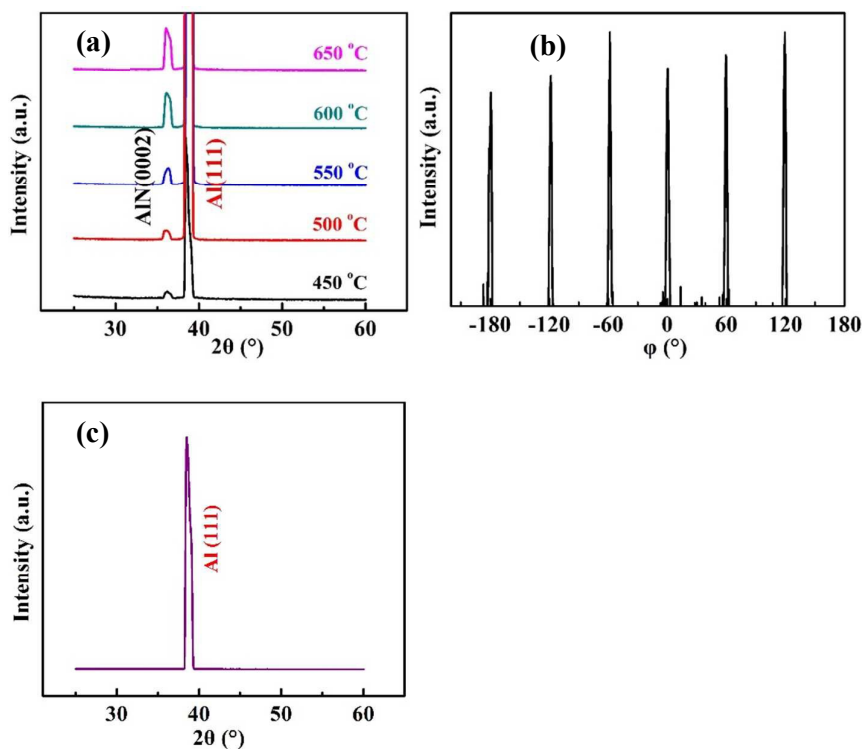 (a)
650 °C
600 °C
550 °C
500 °C
450 °C
AlN(0002)
Al(111)
Intensity (a.u.)
30 40 50 60
2θ (°)
(b)
Intensity (a.u.)
-180 -120 -60 0 60 120 180
φ (°)
(c)
Al (111)
Intensity (a.u.)
30 40 50 60
2θ (°)